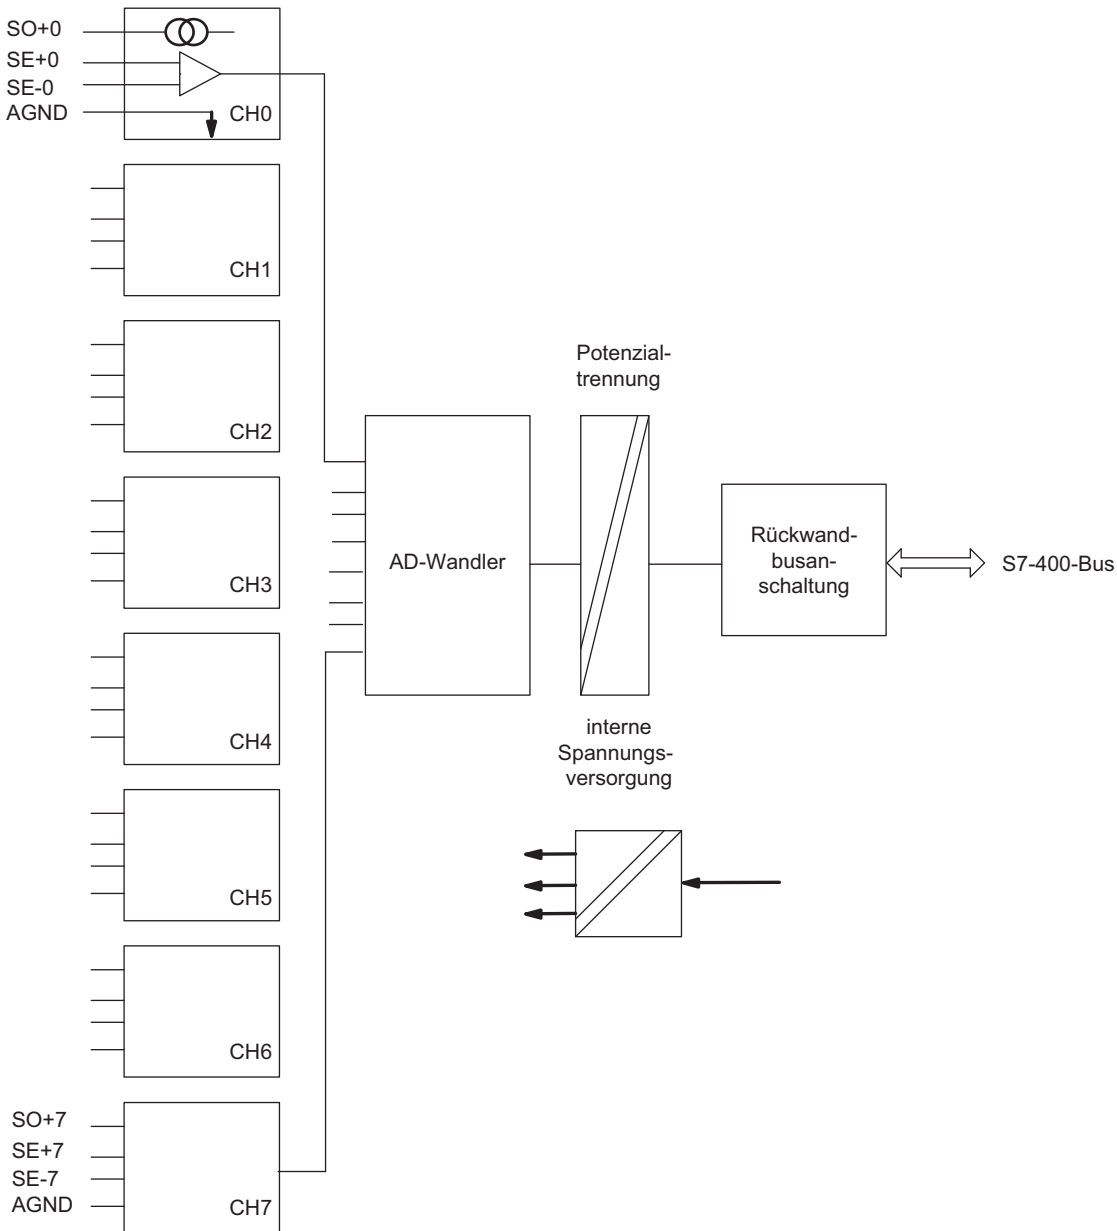 SO+0
SE+0
SE-0
AGND
CH0
CH1
CH2
CH3
CH4
CH5
CH6
SO+7
SE+7
SE-7
AGND
CH7
AD-Wandler
Potenzial-
trennung
Rückwand-
busan-
schaltung
S7-400-Bus
interne
Spannungs-
versorgung